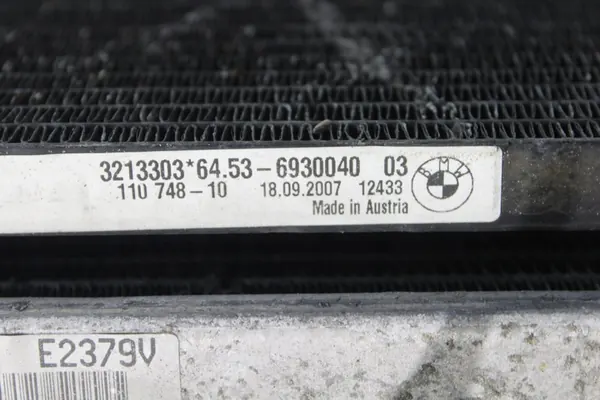 3213303*64.53-6930040 03
110 748-10 18.09.2007 12433
Made in Austria
BMW
E2379V